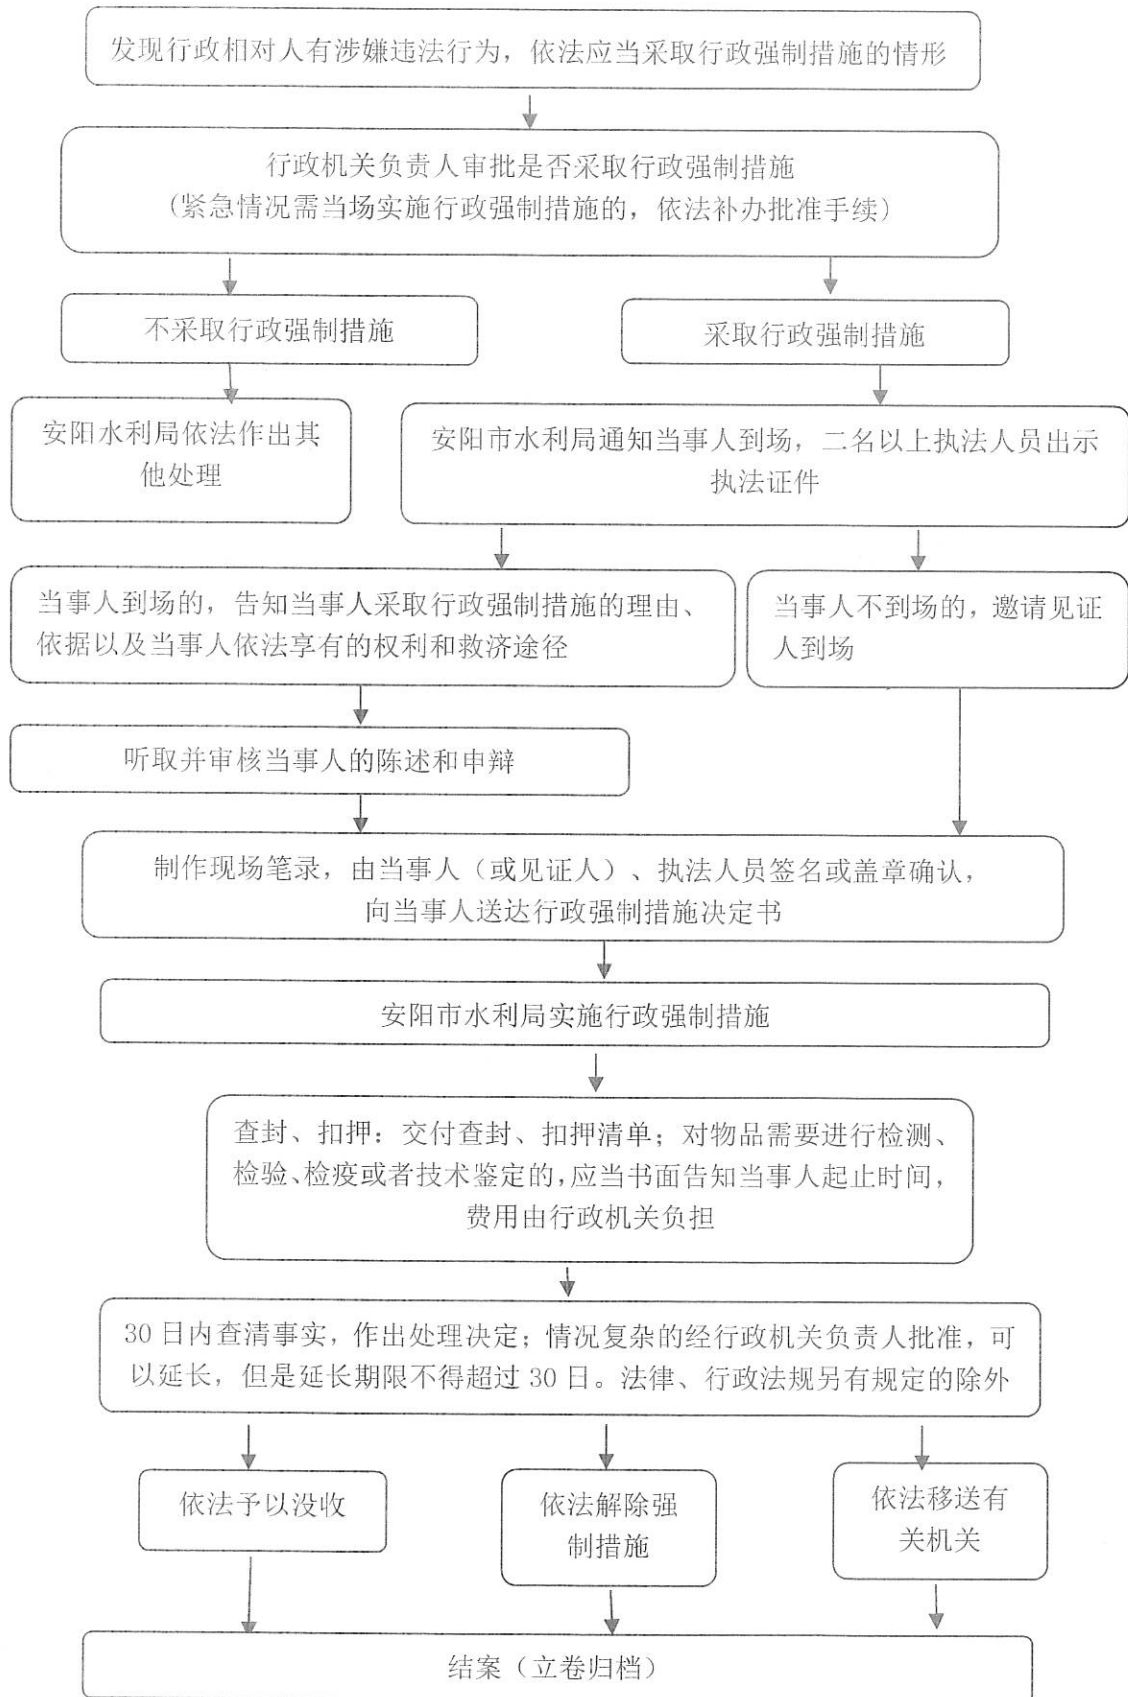 发现行政相对人有涉嫌违法行为，依法应当采取行政强制措施的情形
行政机关负责人审批是否采取行政强制措施
（紧急情况需当场实施行政强制措施的，依法补办批准手续）
不采取行政强制措施
采取行政强制措施
安阳水利局依法作出其
他处理
安阳市水利局通知当事人到场，二名以上执法人员出示
执法证件
当事人到场的，告知当事人采取行政强制措施的理由、
依据以及当事人依法享有的权利和救济途径
当事人不到场的，邀请见证
人到场
听取并审核当事人的陈述和申辩
制作现场笔录，由当事人（或见证人）、执法人员签名或盖章确认，
向当事人送达行政强制措施决定书
安阳市水利局实施行政强制措施
查封、扣押：交付查封、扣押清单；对物品需要进行检测、
检验、检疫或者技术鉴定的，应当书面告知当事人起止时间，
费用由行政机关负担
30 日内查清事实，作出处理决定；情况复杂的经行政机关负责人批准，可
以延长，但是延长期限不得超过 30 日。法律、行政法规另有规定的除外
依法予以没收
依法解除强
制措施
依法移送有
关机关
结案（立卷归档）